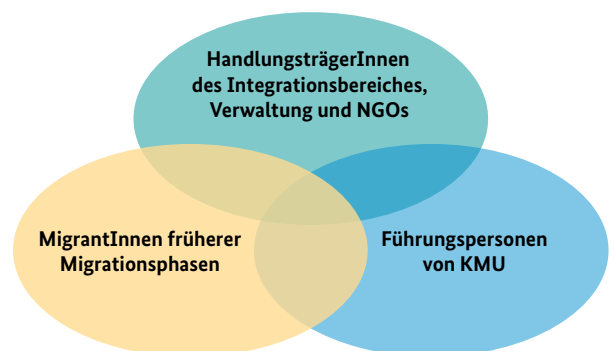 HandlungsträgerInnen
des Integrationsbereiches,
Verwaltung und NGOs
MigrantInnen früherer
Migrationsphasen
Führungspersonen
von KMU